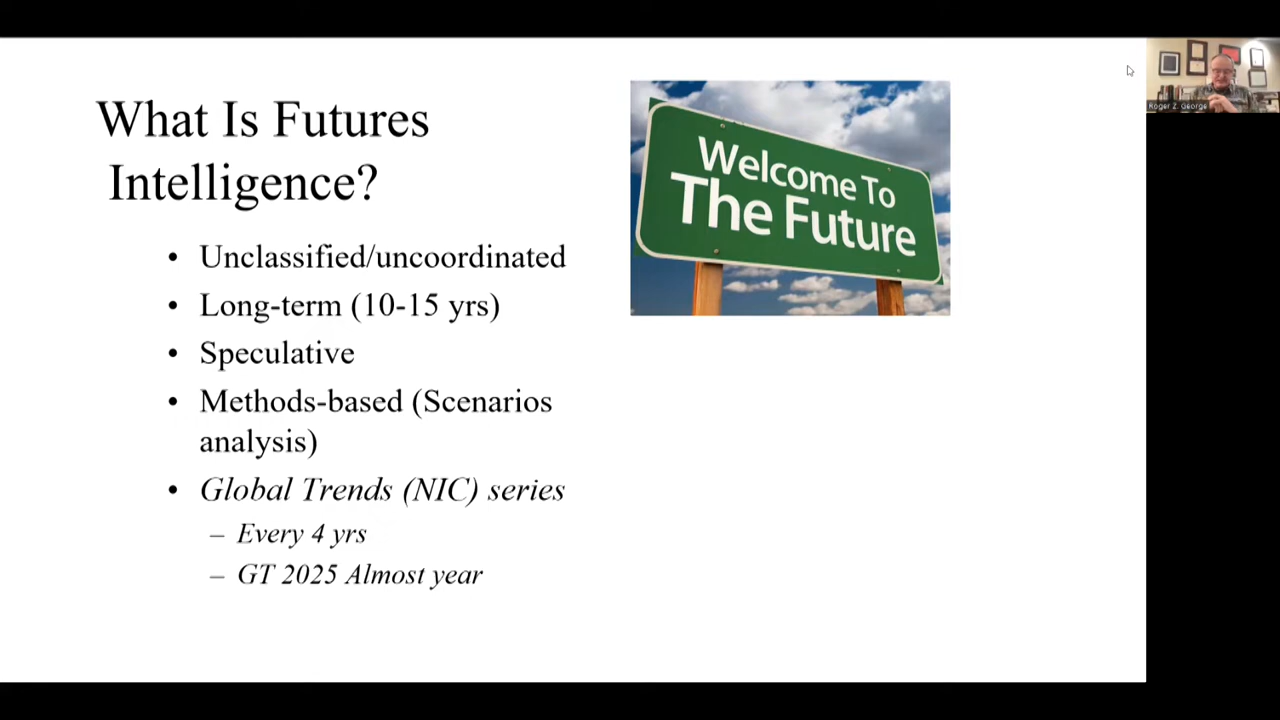 What Is Futures
Intelligence?
• Unclassified/uncoordinated
• Long-term (10-15 yrs)
• Speculative
• Methods-based (Scenarios
analysis)
• Global Trends (NIC) series
– Every 4 yrs
– GT 2025 Almost year
Welcome To
The Future
Roger Z. George